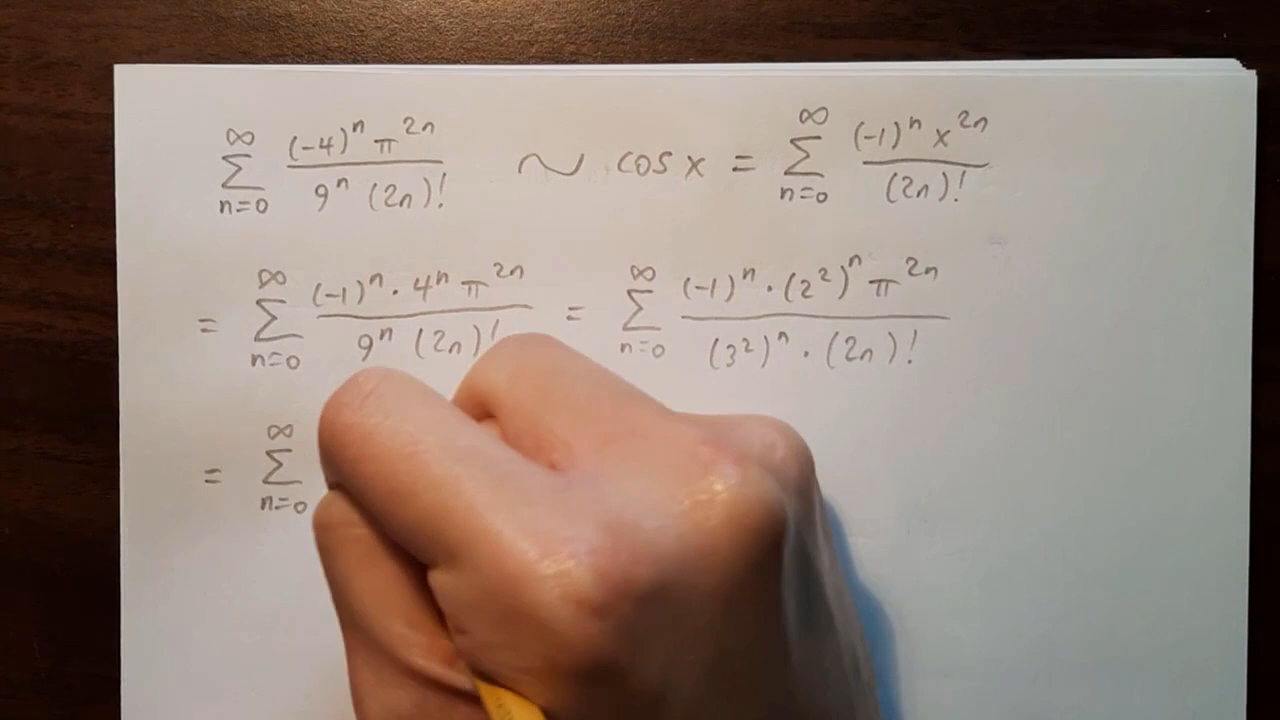 ∞ Σ n=0 (-4)ⁿ π²ⁿ / 9ⁿ (2n)! ~ cos x = ∞ Σ n=0 (-1)ⁿ x²ⁿ / (2n)!
= ∞ Σ n=0 (-1)ⁿ · 4ⁿ π²ⁿ / 9ⁿ (2n)! = ∞ Σ n=0 (-1)ⁿ · (2²)ⁿ π²ⁿ / (3²)ⁿ · (2n)!
= ∞ Σ n=0